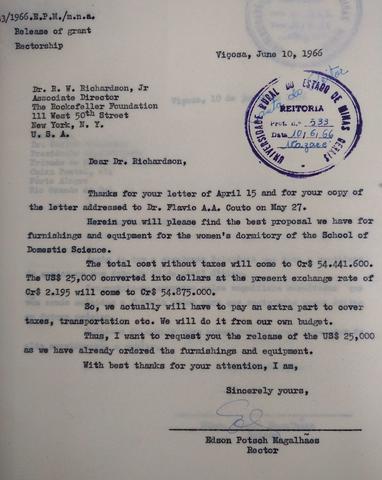 3/1966.E.P.M./m.n.a.
Release of grant
Rectorship
Viçosa, June 10, 1966
Dr. R. W. Richardson, Jr
Associate Director
The Rockefeller Foundation
111 West 50th Street
New York, N. Y.
U. S. A.
UNIVERSIDADE RURAL DO ESTADO DE MINAS GERAIS
REITORIA
Prot. n.º 533
Data 10/6/66
Nazaré
Dear Dr. Richardson,
Thanks for your letter of April 15 and for your copy of
the letter addressed to Dr. Flavio A.A. Couto on May 27.
Herein you will please find the best proposal we have for
furnishings and equipment for the women's dormitory of the School of
Domestic Science.
The total cost without taxes will come to Cr$ 54.441.600.
The US$ 25,000 converted into dollars at the present exchange rate of
Cr$ 2.195 will come to Cr$ 54.875.000.
So, we actually will have to pay an extra part to cover
taxes, transportation etc. We will do it from our own budget.
Thus, I want to request you the release of the US$ 25,000
as we have already ordered the furnishings and equipment.
With best thanks for your attention, I am,
Sincerely yours,
Edson Potsch Magalhães
Rector